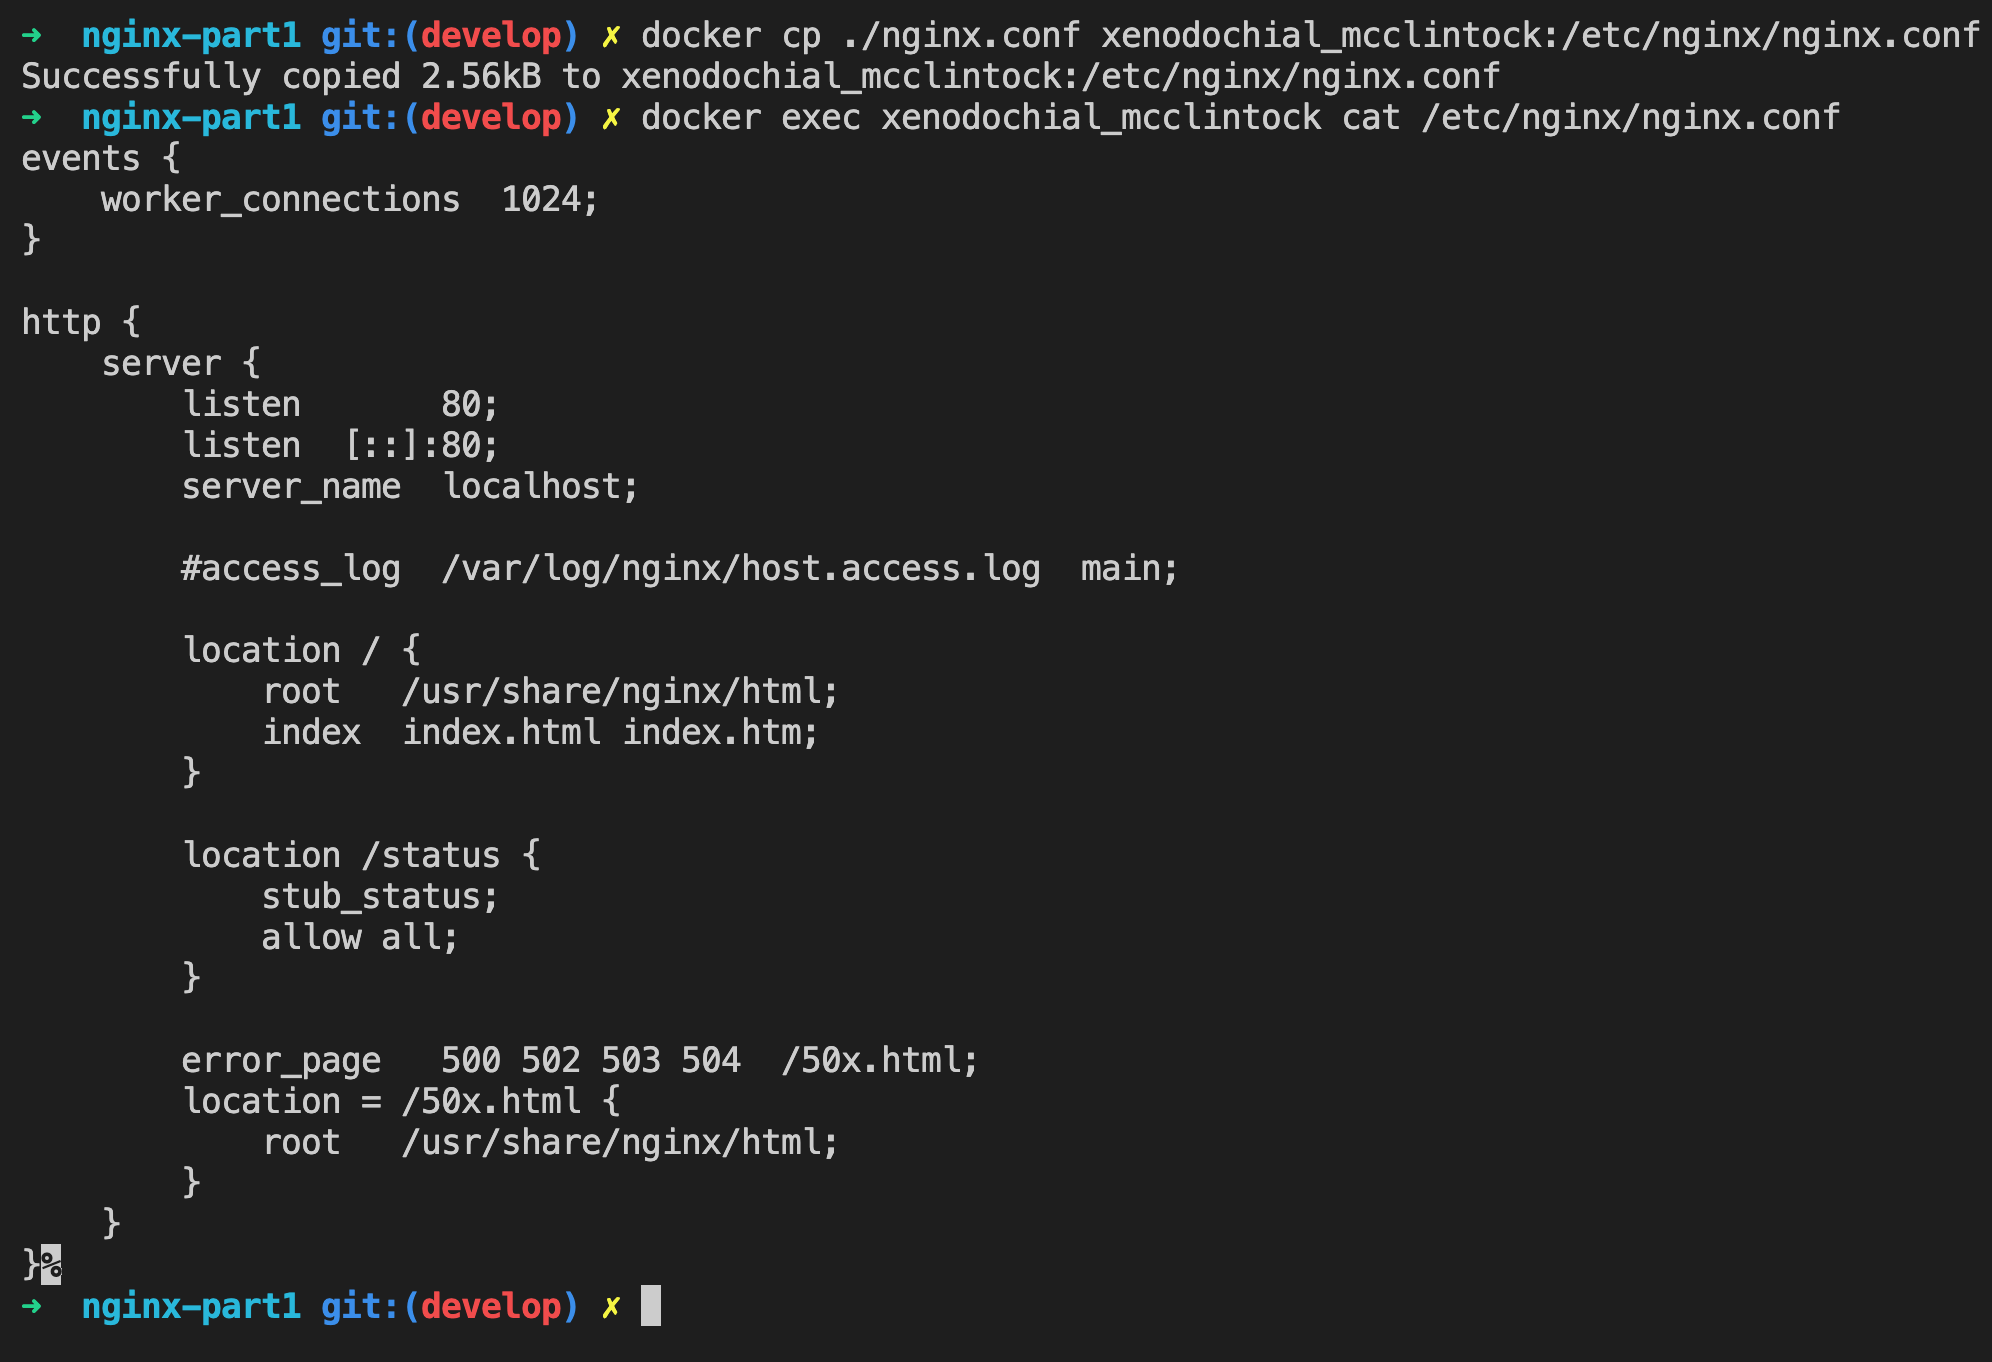 ➜  nginx-part1 git:(develop) ✗ docker cp ./nginx.conf xenodochial_mcclintock:/etc/nginx/nginx.conf
Successfully copied 2.56kB to xenodochial_mcclintock:/etc/nginx/nginx.conf
➜  nginx-part1 git:(develop) ✗ docker exec xenodochial_mcclintock cat /etc/nginx/nginx.conf
events {
    worker_connections  1024;
}

http {
    server {
        listen       80;
        listen  [::]:80;
        server_name  localhost;

        #access_log  /var/log/nginx/host.access.log  main;

        location / {
            root   /usr/share/nginx/html;
            index  index.html index.htm;
        }

        location /status {
            stub_status;
            allow all;
        }

        error_page   500 502 503 504  /50x.html;
        location = /50x.html {
            root   /usr/share/nginx/html;
        }
    }
}%
➜  nginx-part1 git:(develop) ✗